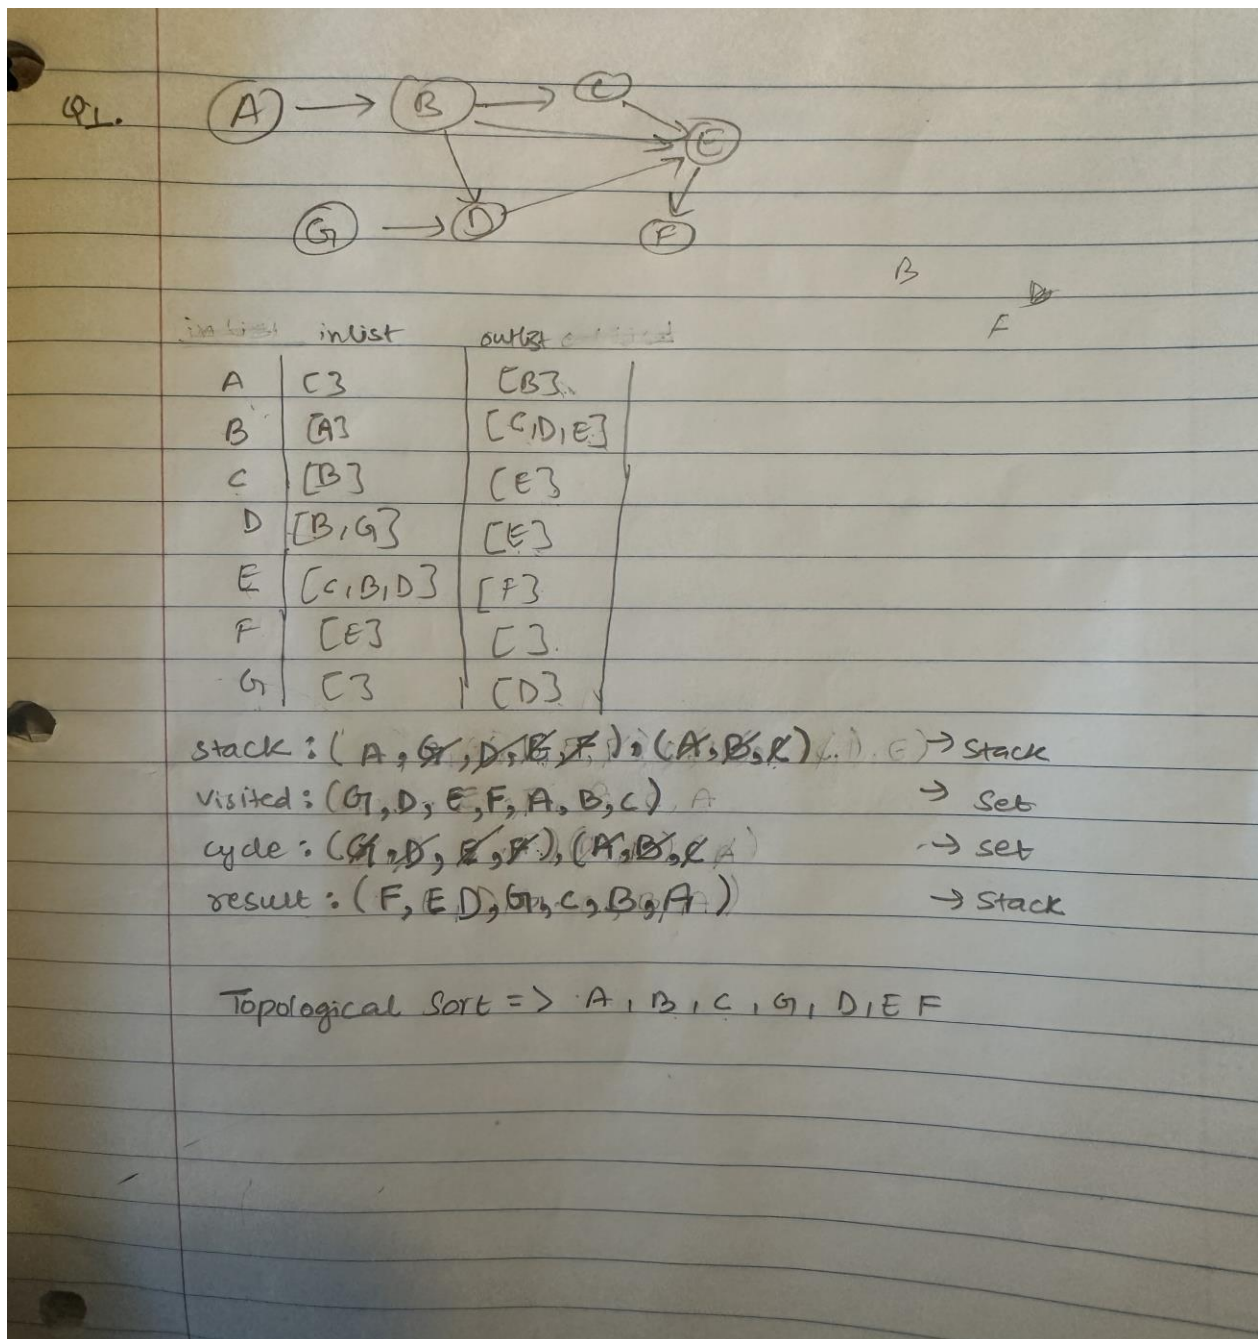 Q1.
A B C
E
G D F
B
F
inlist outlist
A [] [B]
B [A] [C,D,E]
C [B] [E]
D [B,G] [E]
E [C,B,D] [F]
F [E] []
G [] [D]
stack : ( A, G, D, E, F ), (A, B, C) → Stack
Visited : (G, D, E, F, A, B, C) → Set
cycle : (G, D, E, F), (A, B, C → set
result : (F, E D, G, C, B, A) → Stack
Topological Sort => A, B, C, G, D, E F